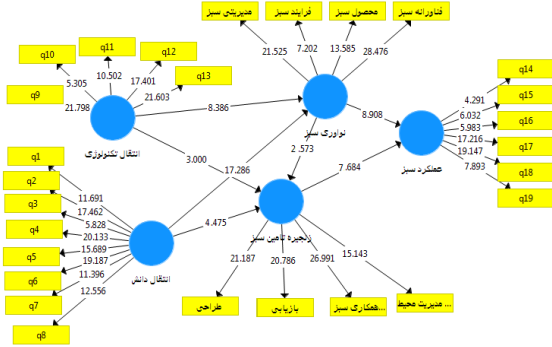 مدیریتی سبز
فرایند سبز
محصول سبز
فناورانه سبز
21.525
7.202
13.585
28.476
q10
q11
q12
q13
q9
5.305
10.502
17.401
21.603
21.798
انتقال تکنولوژی
8.386
نوآوری سبز
8.908
3.000
17.286
2.573
7.684
4.475
عملکرد سبز
4.291
6.032
5.983
17.216
19.147
7.893
q14
q15
q16
q17
q18
q19
q1
q2
q3
q4
q5
q6
q7
q8
11.691
17.462
5.828
20.133
15.689
19.187
11.396
12.556
انتقال دانش
زنجیره تامین سبز
21.187
20.786
26.991
15.143
طراحی
بازیابی
همکاری سبز...
مدیریت محیط ...